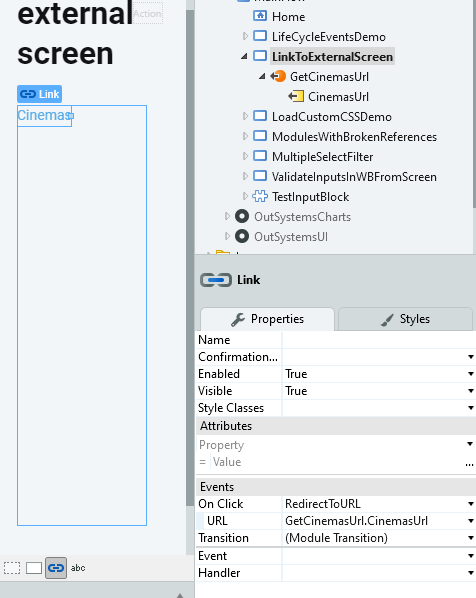 external
screen
Action
Link
Cinemas
abc
Home
LifeCycleEventsDemo
LinkToExternalScreen
GetCinemasUrl
CinemasUrl
LoadCustomCSSDemo
ModulesWithBrokenReferences
MultipleSelectFilter
ValidateInputsInWBFromScreen
TestInputBlock
OutSystemsCharts
OutSystemsUI
Link
Properties
Styles
Name
Confirmation...
Enabled True
Visible True
Style Classes
Attributes
Property
= Value ...
Events
On Click RedirectToURL
URL GetCinemasUrl.CinemasUrl
Transition (Module Transition)
Event
Handler